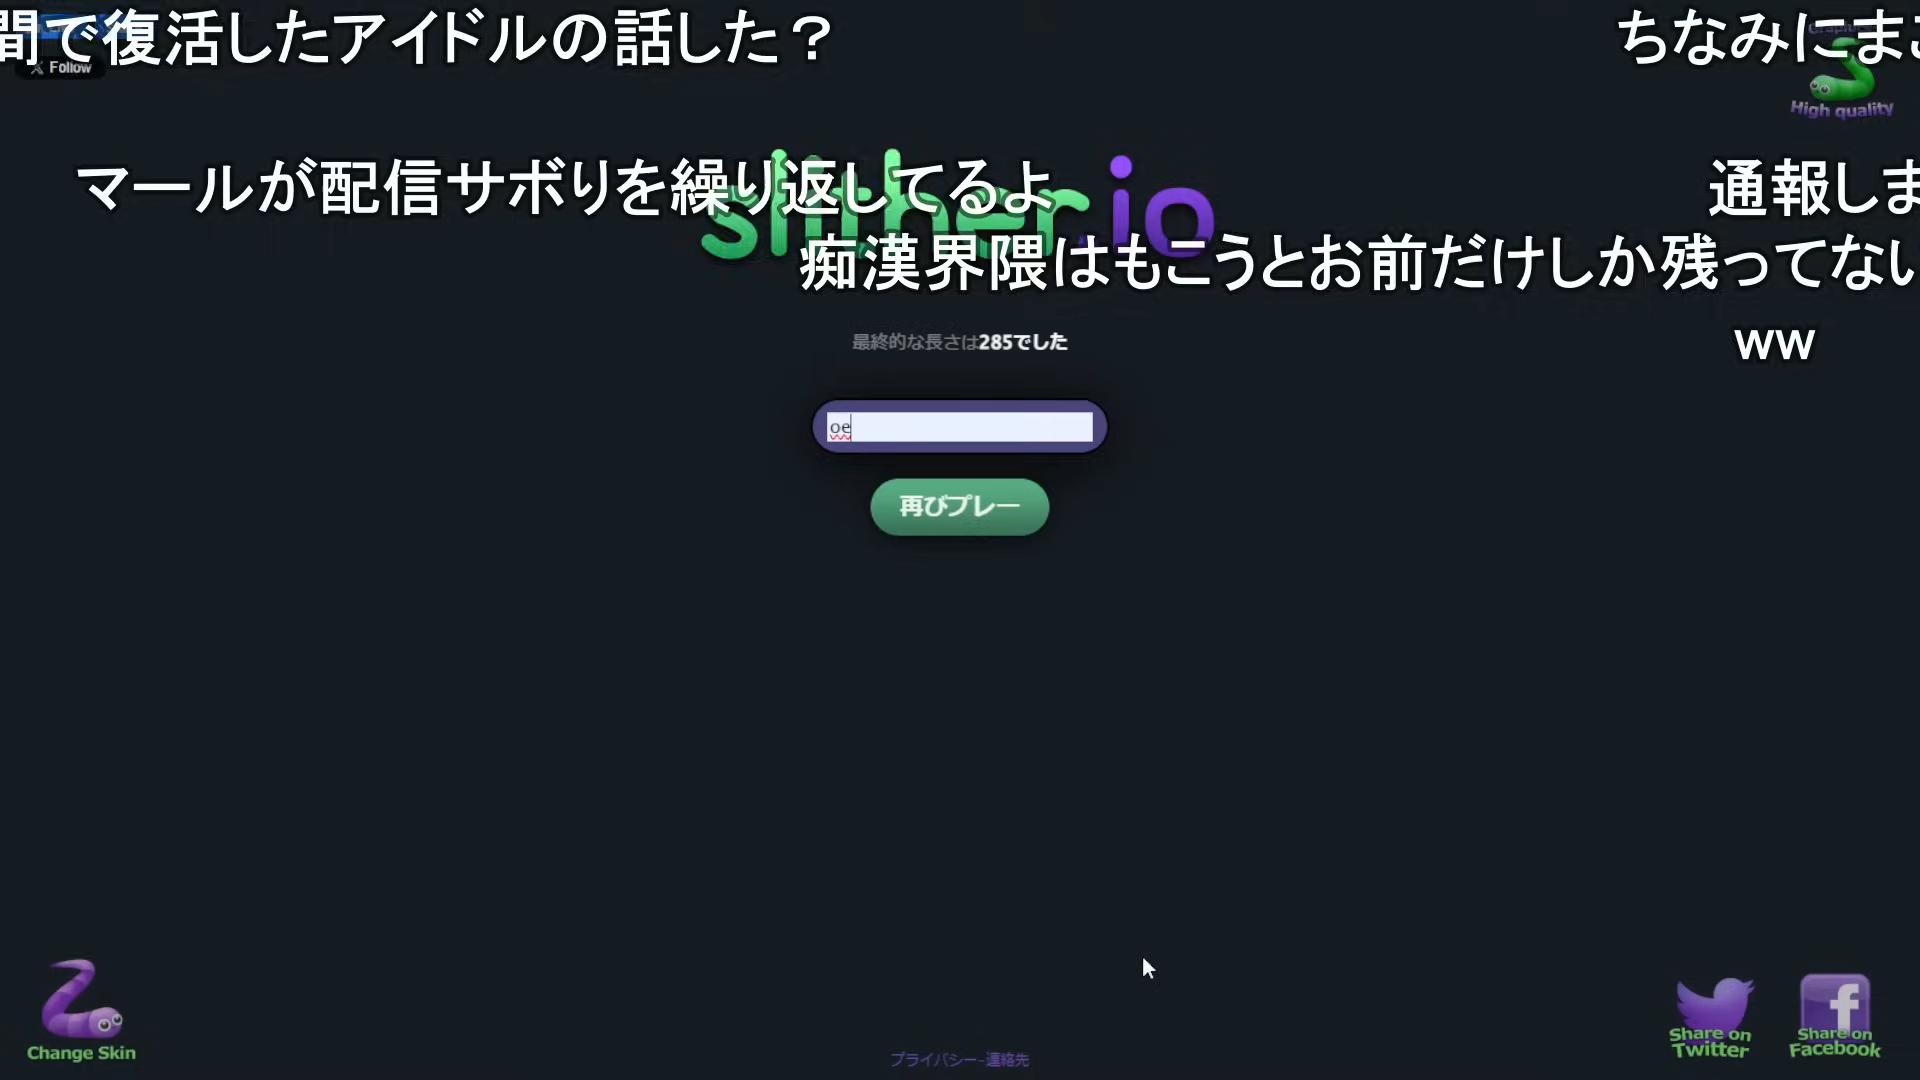 間で復活したアイドルの話した？
ちなみにまこ
Follow
High quality
マールが配信サボりを繰り返してるよ
通報しま
slither.io
痴漢界隈はもこうとお前だけしか残ってない
最終的な長さは285でした
ww
oe
再びプレー
Change Skin
プライバシー-連絡先
Share on
Twitter
Share on
Facebook